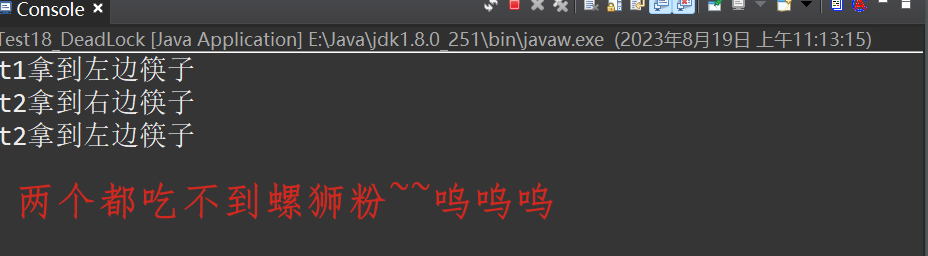 Console
Test18_DeadLock [Java Application] E:\Java\jdk1.8.0_251\bin\javaw.exe (2023年8月19日 上午11:13:15)
t1拿到左边筷子
t2拿到右边筷子
t2拿到左边筷子
两个都吃不到螺狮粉~~呜呜呜